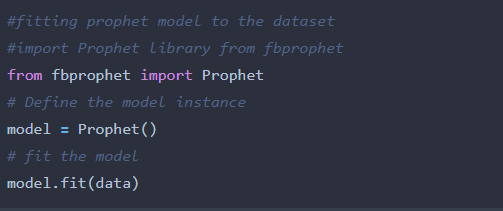 #fitting prophet model to the dataset
#import Prophet library from fbprophet
from fbprophet import Prophet
# Define the model instance
model = Prophet()
# fit the model
model.fit(data)